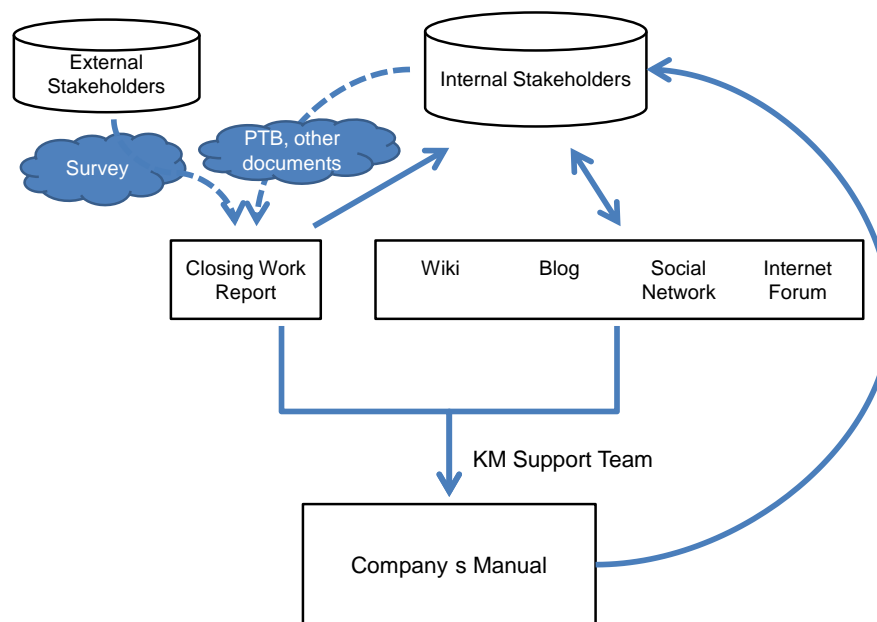 External
Stakeholders
Internal Stakeholders
Survey
PTB, other
documents
Closing Work
Report
Wiki
Blog
Social
Network
Internet
Forum
KM Support Team
Company s Manual